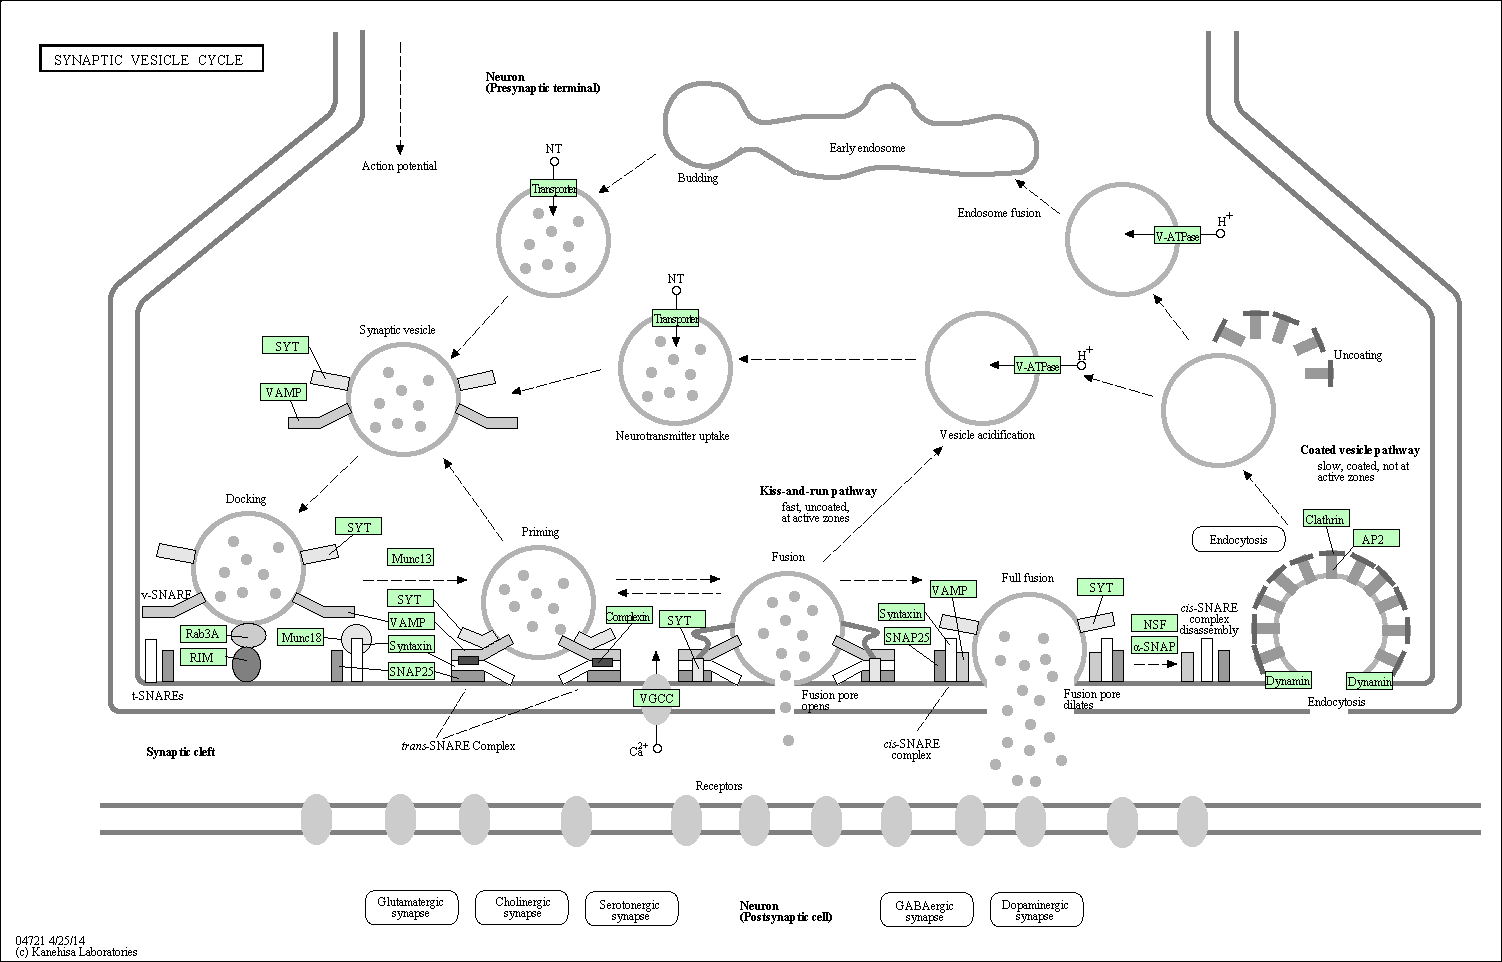 SYNAPTIC VESICLE CYCLE
Neuron
(Presynaptic terminal)
Action potential
NT
Transporter
Budding
Early endosome
Endosome fusion
H+
V-ATPase
NT
Transporter
Neurotransmitter uptake
H+
V-ATPase
Vesicle acidification
Uncoating
Synaptic vesicle
SYT
VAMP
Coated vesicle pathway
slow, coated, not at
active zones
Kiss-and-run pathway
fast, uncoated,
at active zones
Docking
SYT
v-SNARE
Rab3A
RIM
Munc18
t-SNAREs
Munc13
SYT
VAMP
Syntaxin
SNAP25
Priming
Complexin
trans-SNARE Complex
SYT
VGCC
Ca2+
Fusion
Fusion pore
opens
VAMP
Syntaxin
SNAP25
cis-SNARE
complex
Full fusion
SYT
Fusion pore
dilates
NSF
α-SNAP
cis-SNARE
complex
disassembly
Endocytosis
Clathrin
AP2
Dynamin
Dynamin
Endocytosis
Synaptic cleft
Receptors
Glutamatergic
synapse
Cholinergic
synapse
Serotonergic
synapse
Neuron
(Postsynaptic cell)
GABAergic
synapse
Dopaminergic
synapse
04721 4/25/14
(c) Kanehisa Laboratories